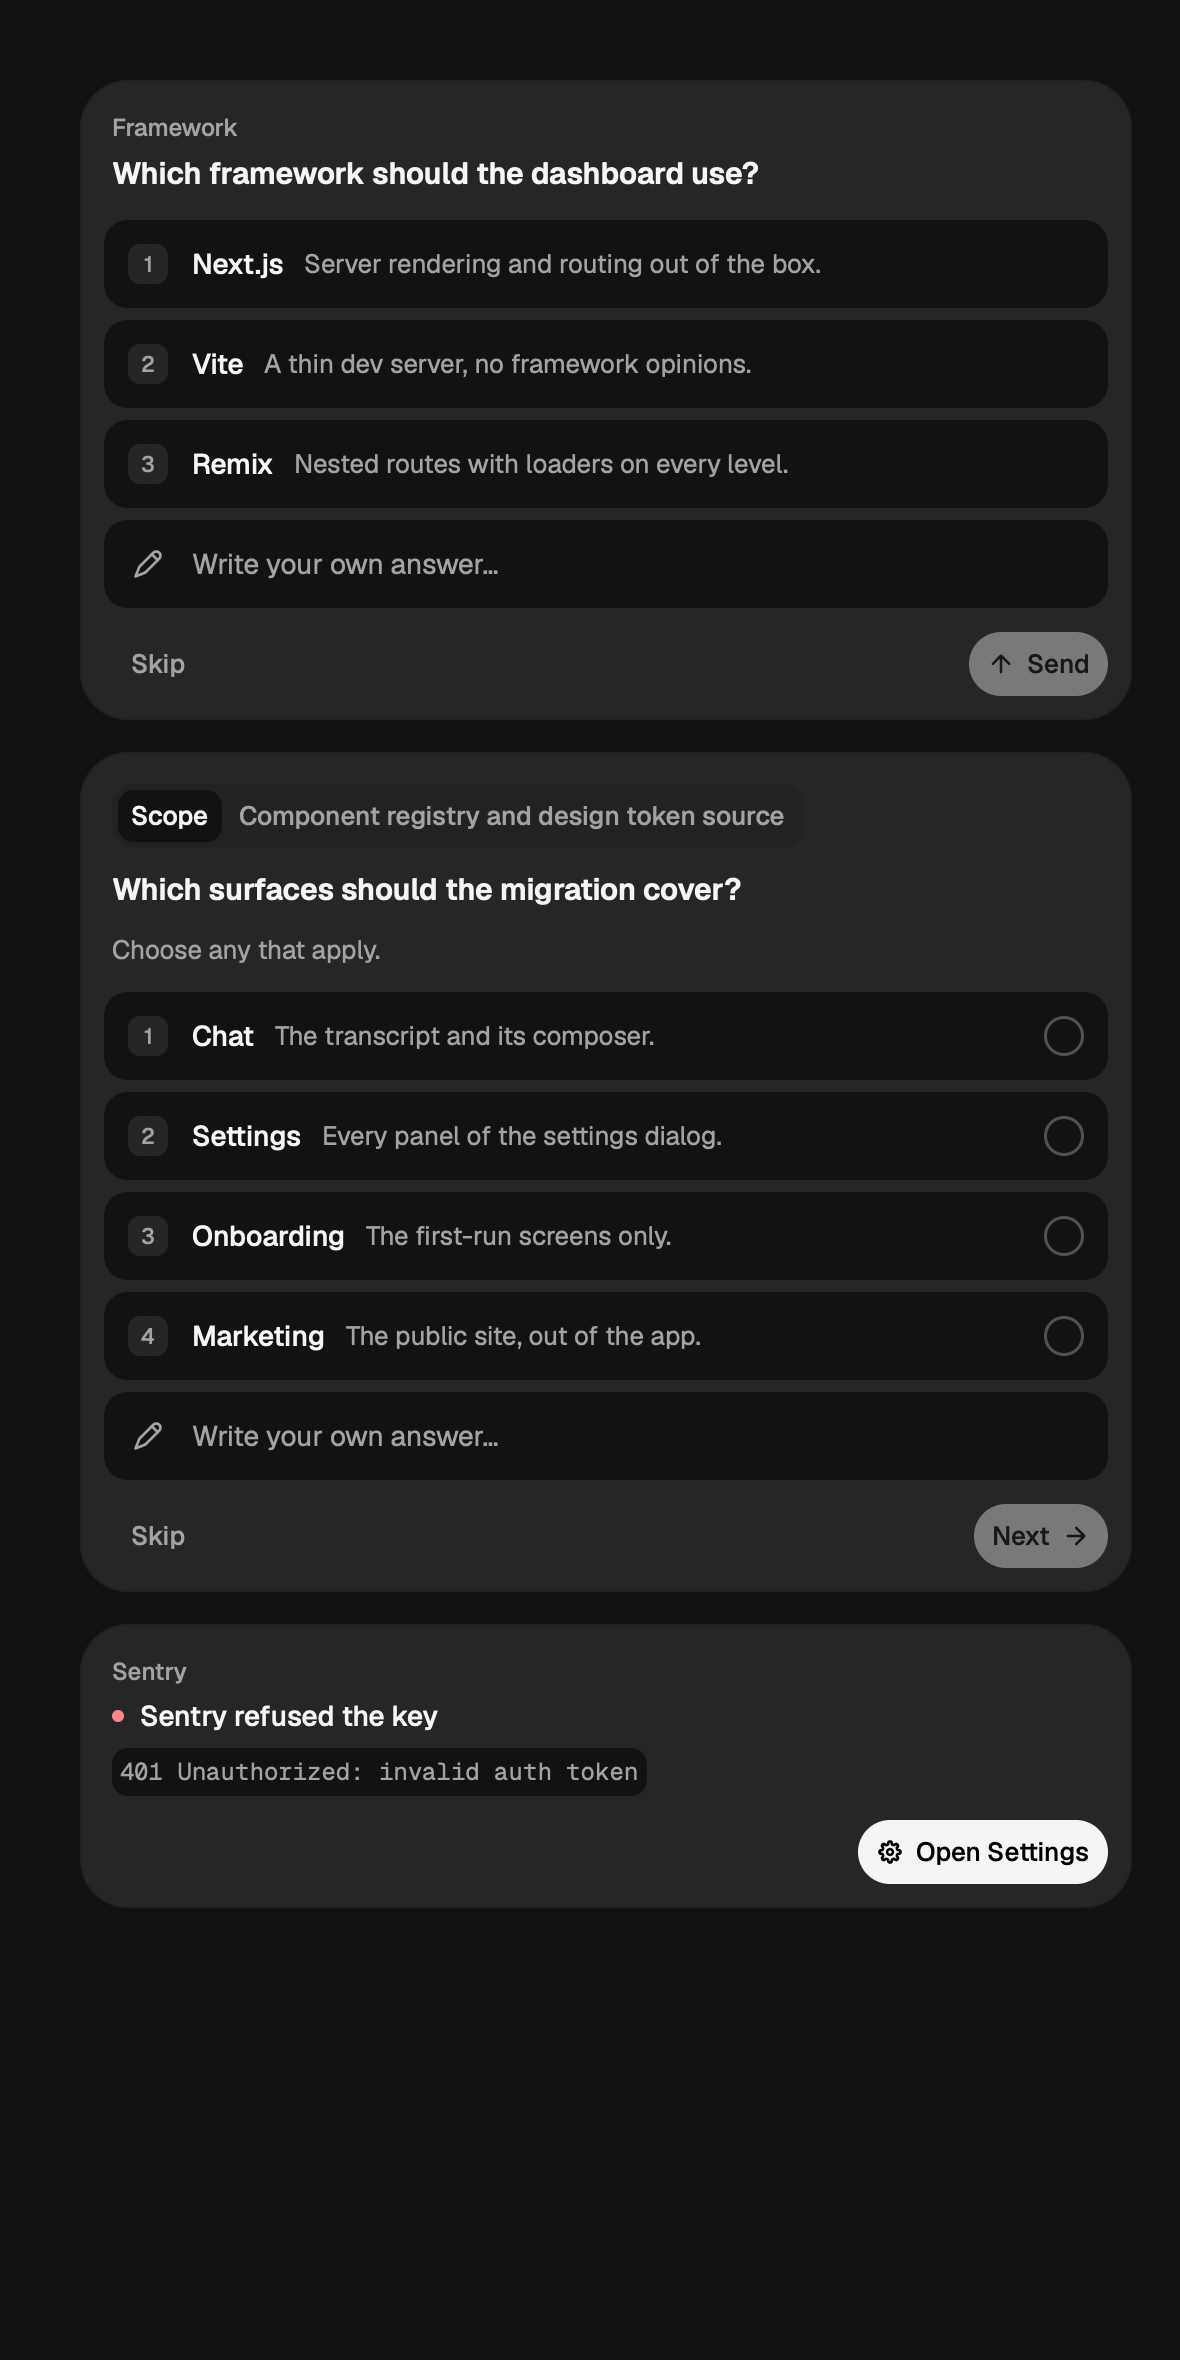 Framework
Which framework should the dashboard use?
1 Next.js Server rendering and routing out of the box.
2 Vite A thin dev server, no framework opinions.
3 Remix Nested routes with loaders on every level.
Write your own answer...
Skip Send
Scope Component registry and design token source
Which surfaces should the migration cover?
Choose any that apply.
1 Chat The transcript and its composer.
2 Settings Every panel of the settings dialog.
3 Onboarding The first-run screens only.
4 Marketing The public site, out of the app.
Write your own answer...
Skip Next
Sentry
Sentry refused the key
401 Unauthorized: invalid auth token
Open Settings